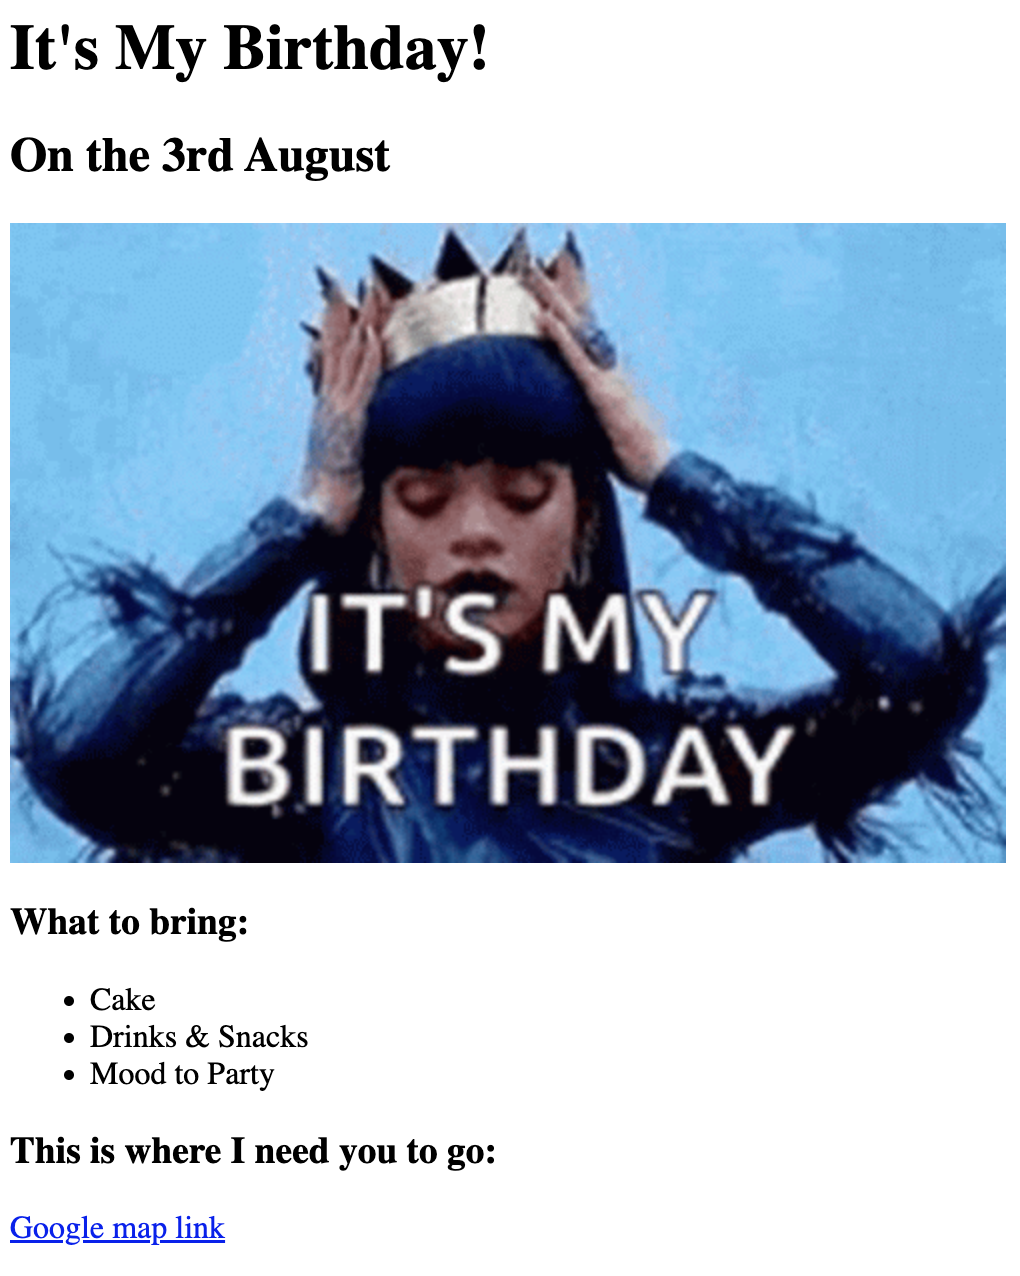 It's My Birthday!
On the 3rd August
IT'S MY
BIRTHDAY
What to bring:
Cake
Drinks & Snacks
Mood to Party
This is where I need you to go:
Google map link